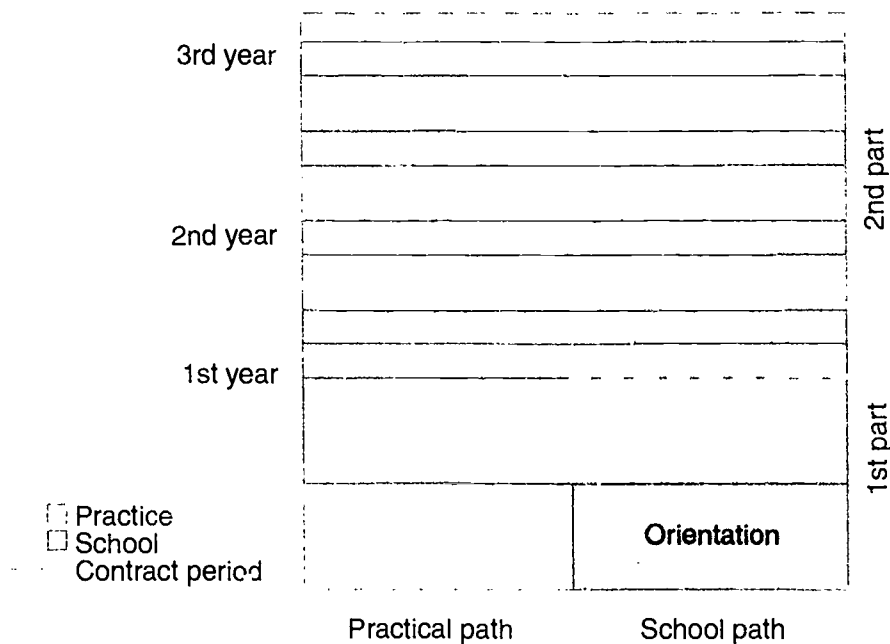 3rd year
2nd part
2nd year
1st year
1st part
Practice
School
Contract period
Orientation
Practical path
School path